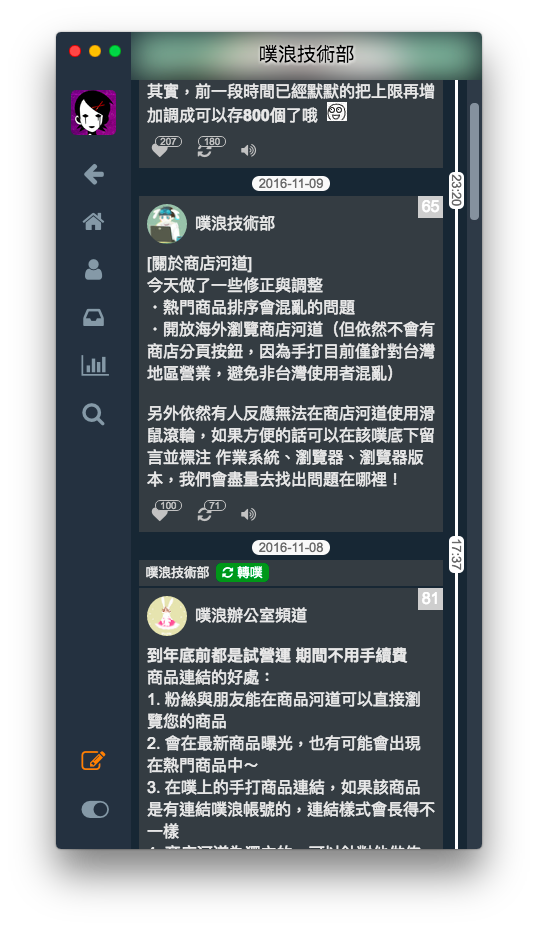 噗浪技術部
其實，前一段時間已經默默的把上限再增
加調成可以存800個了哦
207
180
2016-11-09
23:20
65
噗浪技術部
[關於商店河道]
今天做了一些修正與調整
．熱門商品排序會混亂的問題
．開放海外瀏覽商店河道（但依然不會有
商店分頁按鈕，因為手打目前僅針對台灣
地區營業，避免非台灣使用者混亂）
另外依然有人反應無法在商店河道使用滑
鼠滾輪，如果方便的話可以在該噗底下留
言並標注 作業系統、瀏覽器、瀏覽器版
本，我們會盡量去找出問題在哪裡！
100
71
2016-11-08
17:37
噗浪技術部 轉噗
81
噗浪辦公室頻道
到年底前都是試營運 期間不用手續費
商品連結的好處：
1. 粉絲與朋友能在商品河道可以直接瀏
覽您的商品
2. 會在最新商品曝光，也有可能會出現
在熱門商品中～
3. 在噗上的手打商品連結，如果該商品
是有連結噗浪帳號的，連結樣式會長得不
一樣